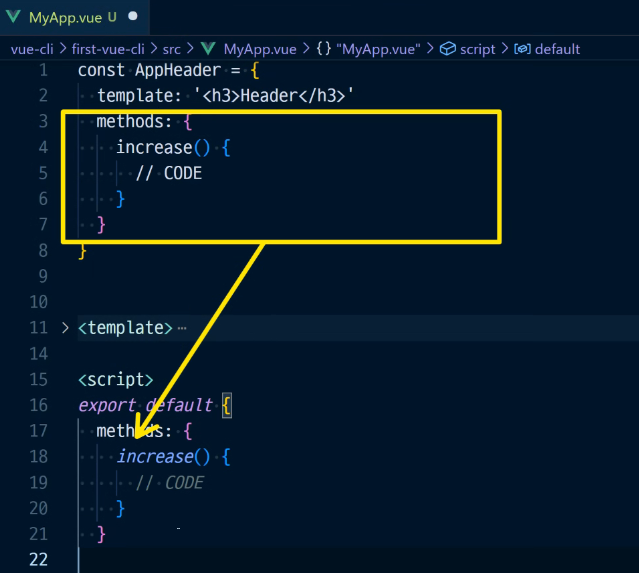 MyApp.vue U
vue-cli > first-vue-cli > src > MyApp.vue > {} "MyApp.vue" > script > default
1 const AppHeader = {
2 template: '<h3>Header</h3>'
3 methods: {
4 increase() {
5 // CODE
6 }
7 }
8 }
9
10
11 > <template> ⋯
14
15 <script>
16 export default {
17 methods: {
18 increase() {
19 // CODE
20 }
21 }
22